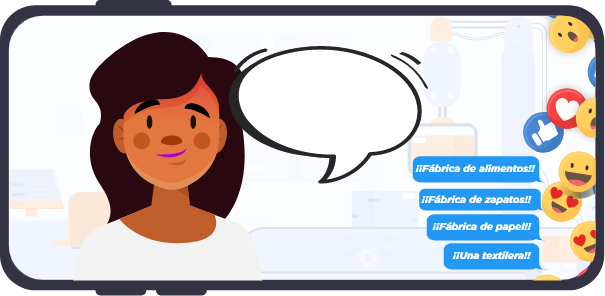 ¡¡Fábrica de alimentos!!
¡¡Fábrica de zapatos!!
¡¡Fábrica de papel!!
¡¡Una textilera!!